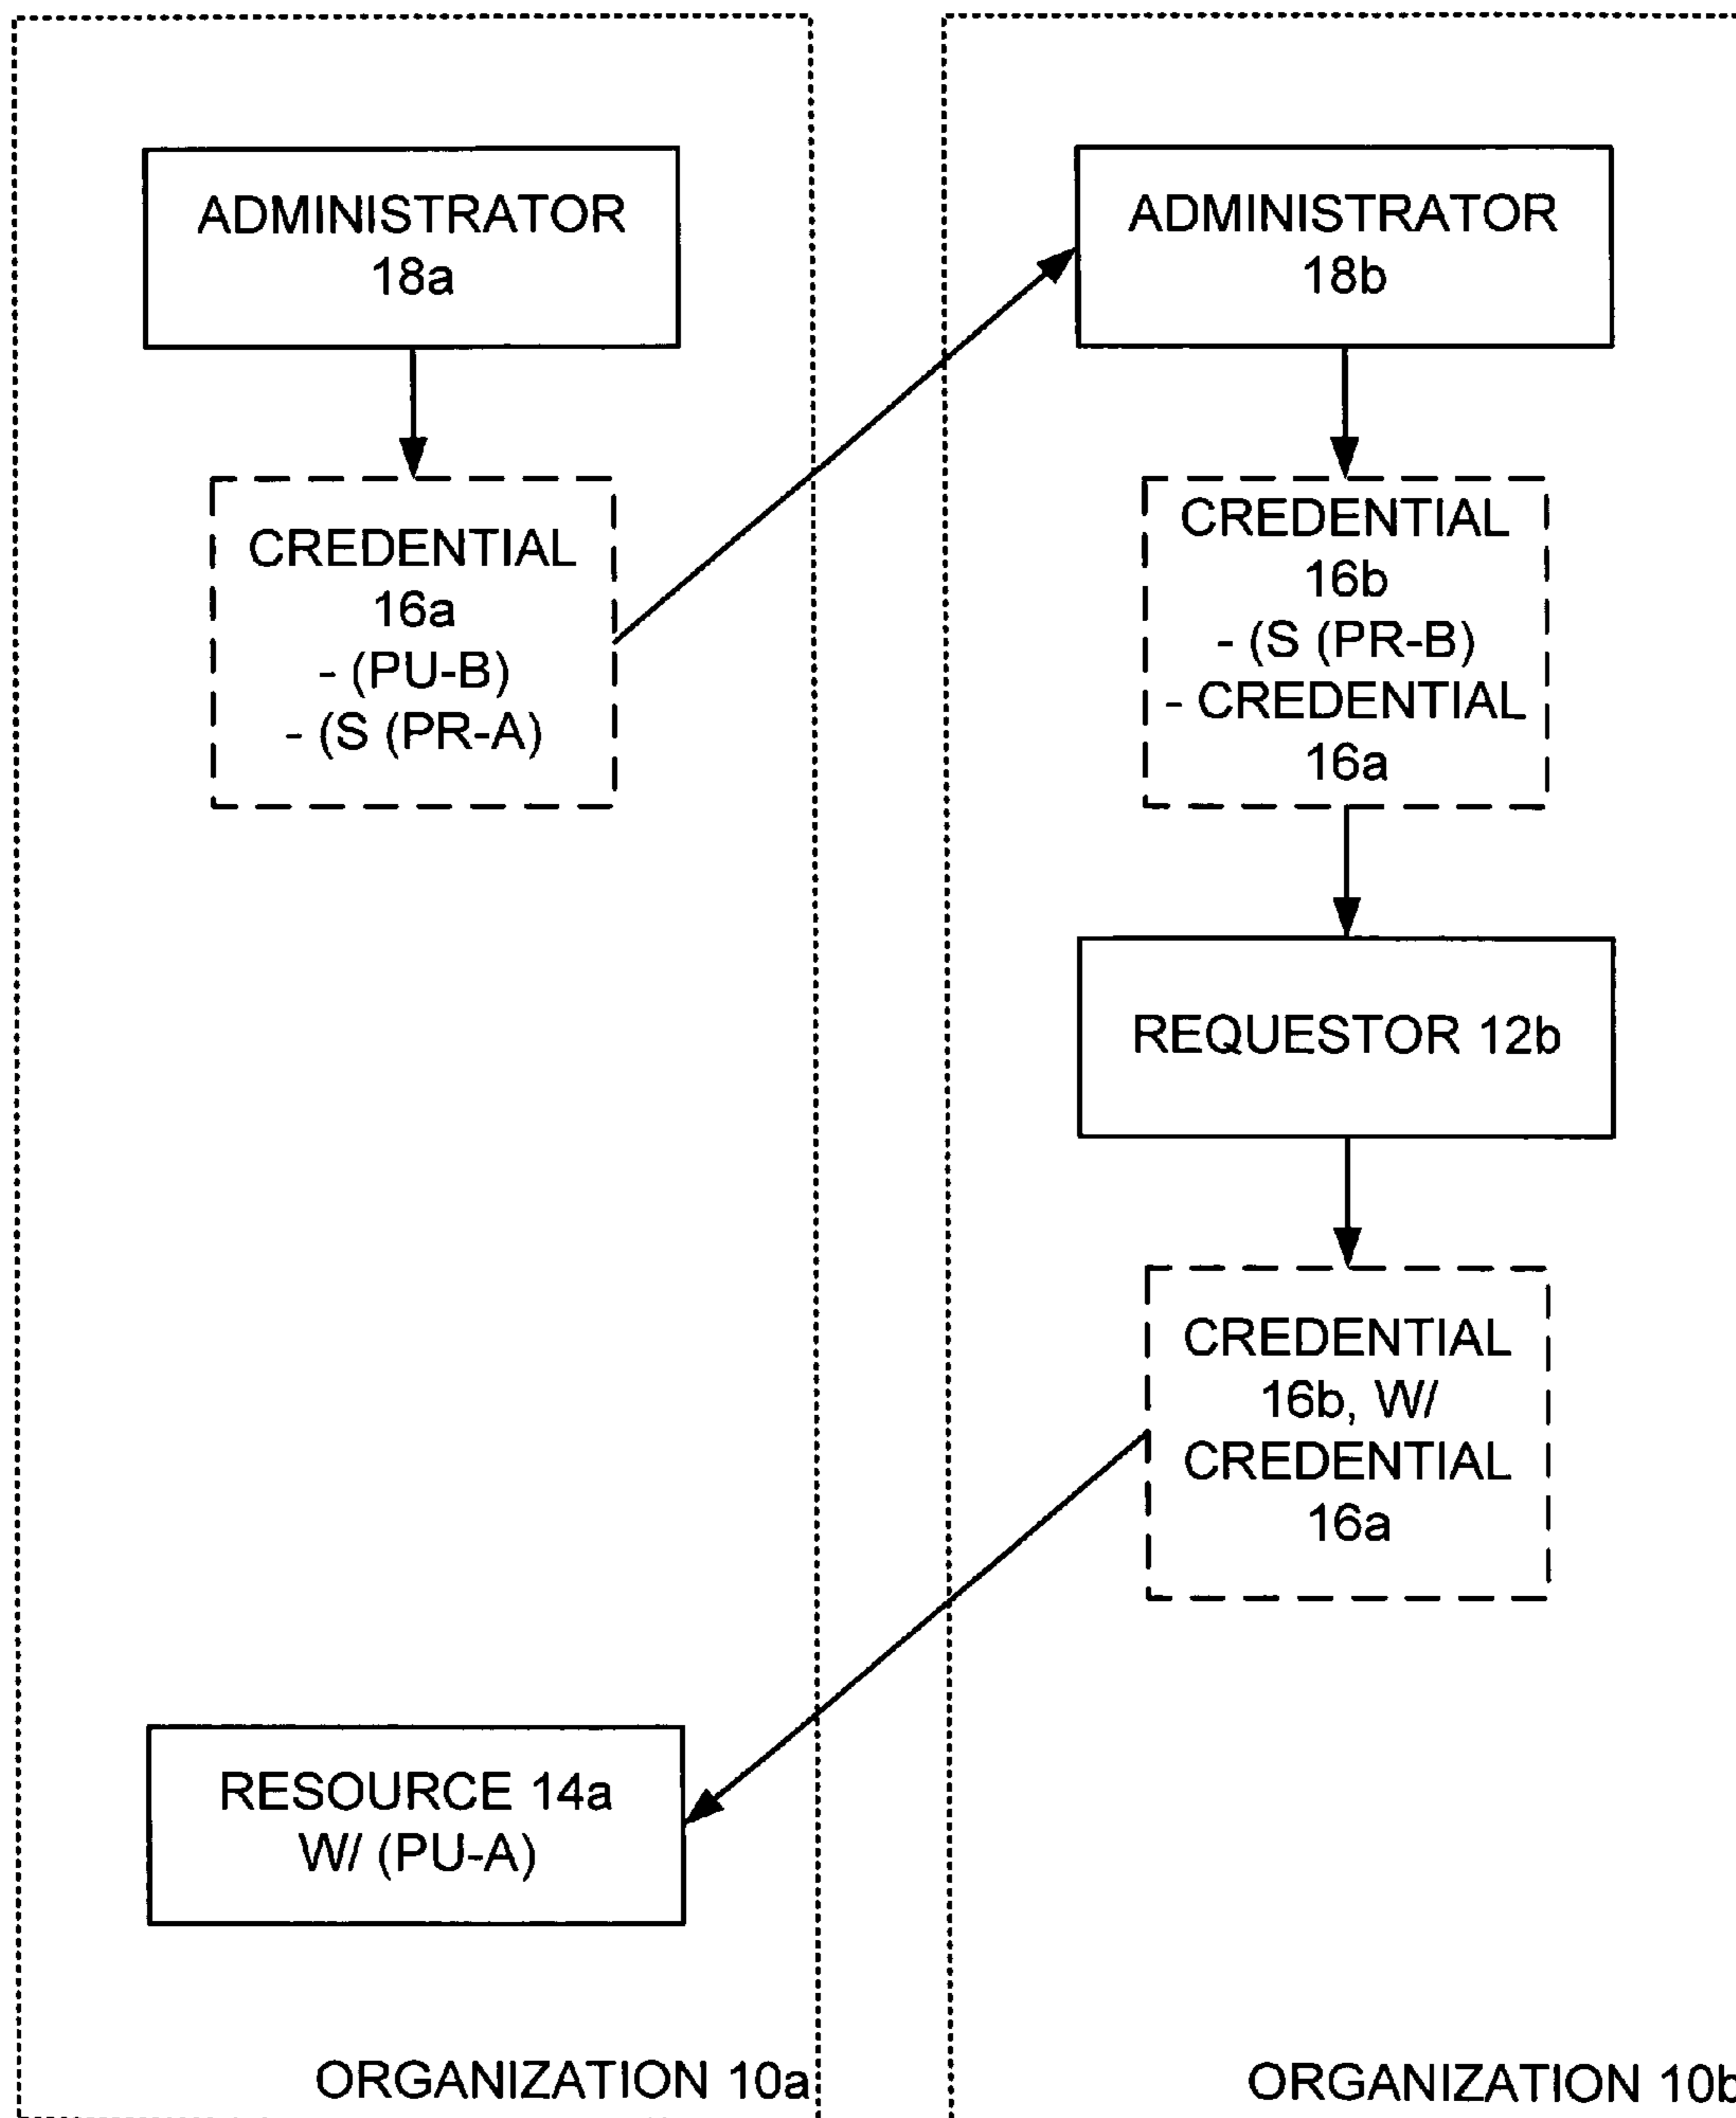 ADMINISTRATOR
18a
CREDENTIAL
16a
- (PU-B)
- (S (PR-A)
ADMINISTRATOR
18b
CREDENTIAL
16b
- (S (PR-B)
- CREDENTIAL
16a
REQUESTOR 12b
CREDENTIAL
16b, W/
CREDENTIAL
16a
RESOURCE 14a
W/ (PU-A)
ORGANIZATION 10a
ORGANIZATION 10b